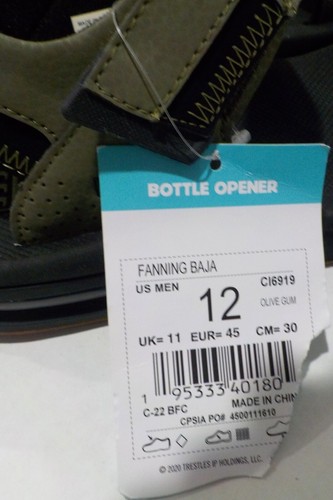 BOTTLE OPENER
FANNING BAJA
US MEN 12 CI6919
OLIVE GUM
UK= 11 EUR= 45 CM= 30
1 95333 40180
C-22 BFC MADE IN CHIN
CPSIA PO# 4500111610
© 2020 TRESTLES IP HOLDINGS, LLC.